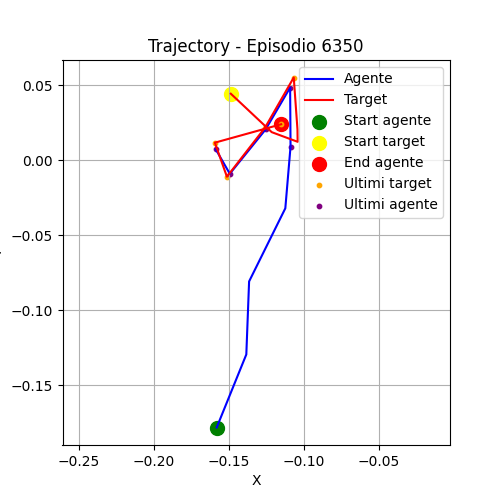 Trajectory - Episodio 6350
0.05
0.00
−0.05
−0.10
−0.15
−0.25
−0.20
−0.15
−0.10
−0.05
X
Agente
Target
Start agente
Start target
End agente
Ultimi target
Ultimi agente